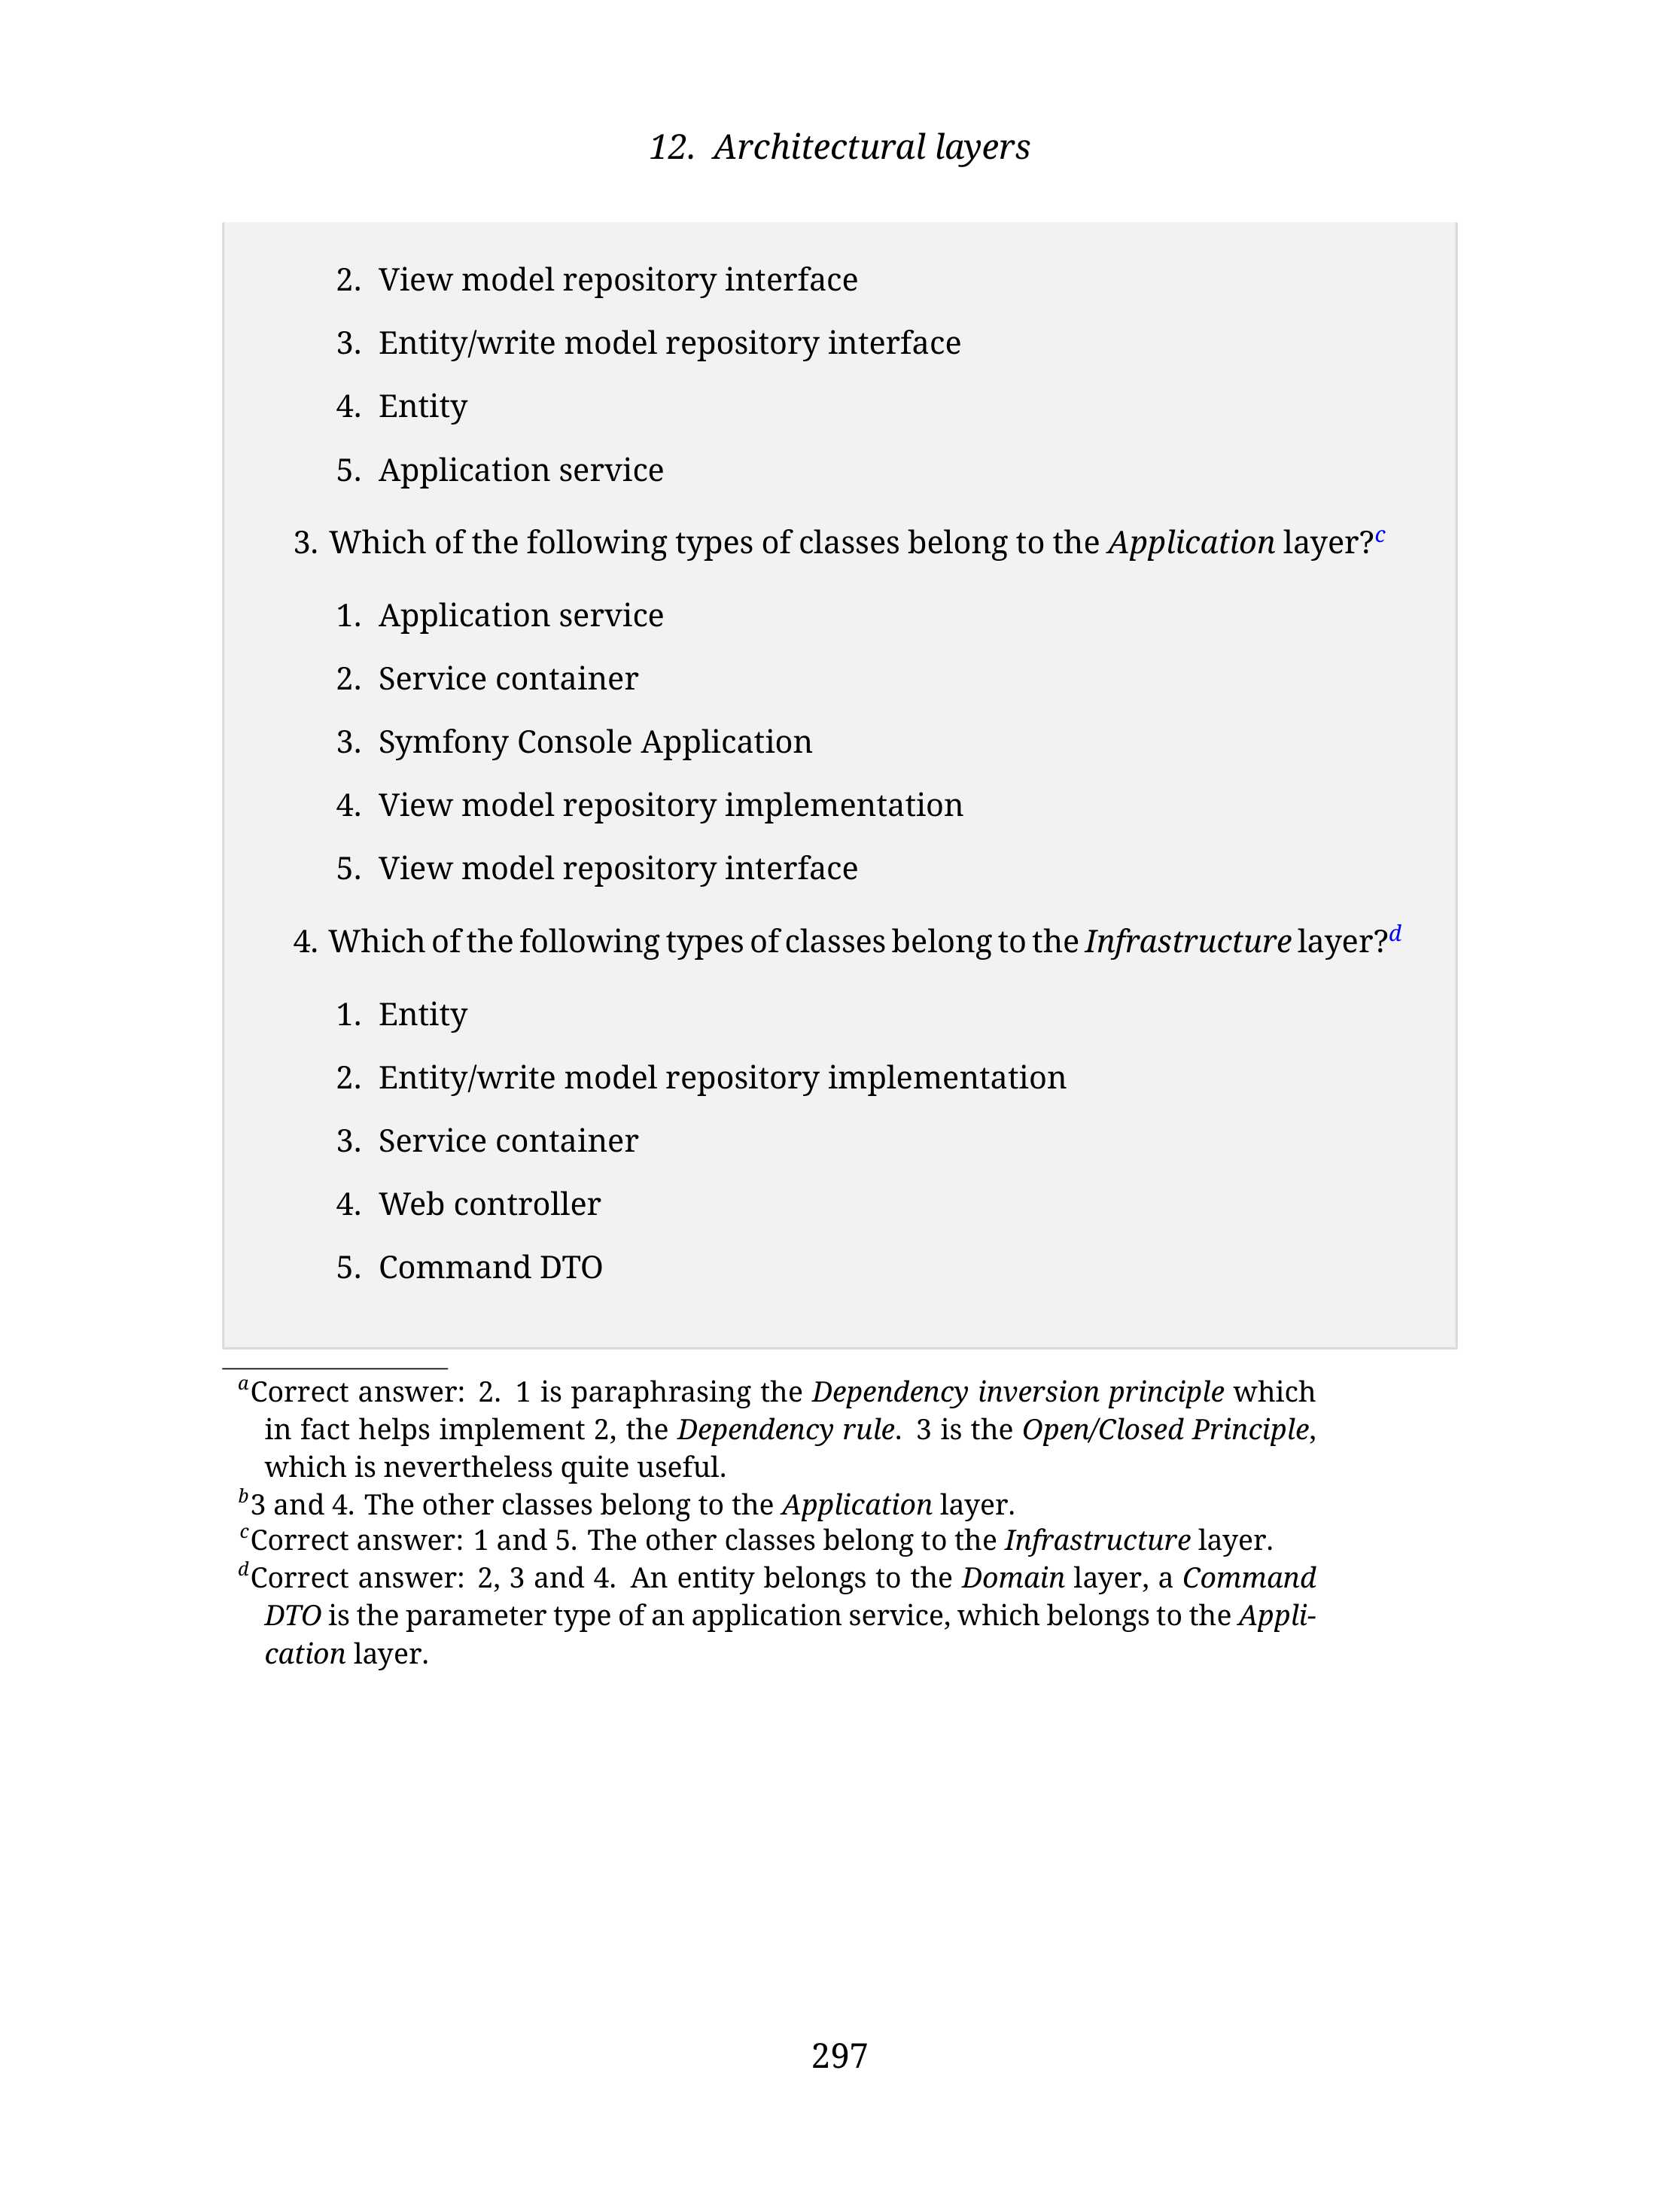 12. Architectural layers
2. View model repository interface
3. Entity/write model repository interface
4. Entity
5. Application service
3. Which of the following types of classes belong to the Application layer?c
1. Application service
2. Service container
3. Symfony Console Application
4. View model repository implementation
5. View model repository interface
4. Which of the following types of classes belong to the Infrastructure layer?d
1. Entity
2. Entity/write model repository implementation
3. Service container
4. Web controller
5. Command DTO
aCorrect answer: 2. 1 is paraphrasing the Dependency inversion principle which
in fact helps implement 2, the Dependency rule. 3 is the Open/Closed Principle,
which is nevertheless quite useful.
b3 and 4. The other classes belong to the Application layer.
cCorrect answer: 1 and 5. The other classes belong to the Infrastructure layer.
dCorrect answer: 2, 3 and 4. An entity belongs to the Domain layer, a Command
DTO is the parameter type of an application service, which belongs to the Appli-
cation layer.
297